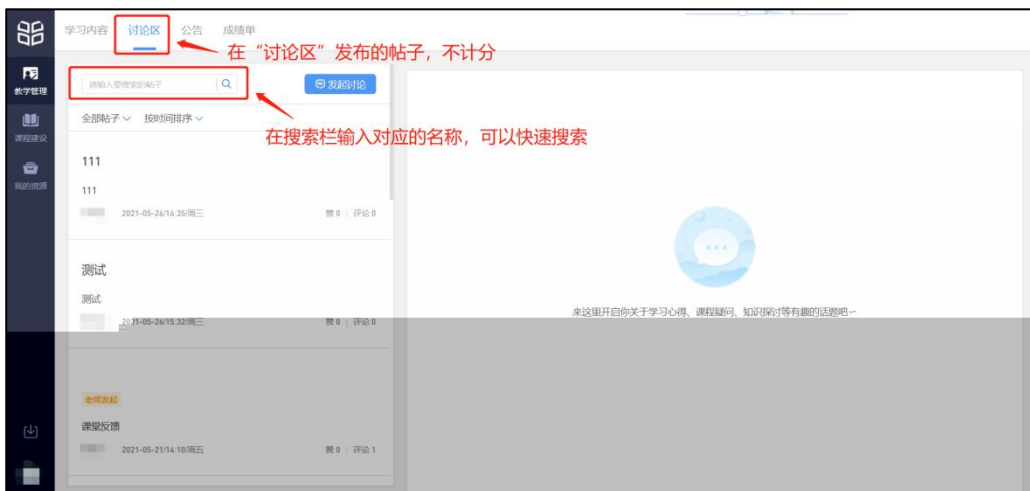 学习内容 讨论区 公告 成绩单
在“讨论区”发布的帖子，不计分
教学管理
请输入要搜索的帖子
发起讨论
课程建设
全部帖子 按时间排序
在搜索栏输入对应的名称，可以快速搜索
我的资源
111
111
2021-05-26/16:35/周三 赞 0 | 评论 0
测试
测试
2021-05-26/15:32/周三 赞 0 | 评论 0
来这里开启你关于学习心得、课程疑问、知识探讨等有趣的话题吧~
老师发起
课堂反馈
2021-05-21/14:10/周五 赞 0 | 评论 1